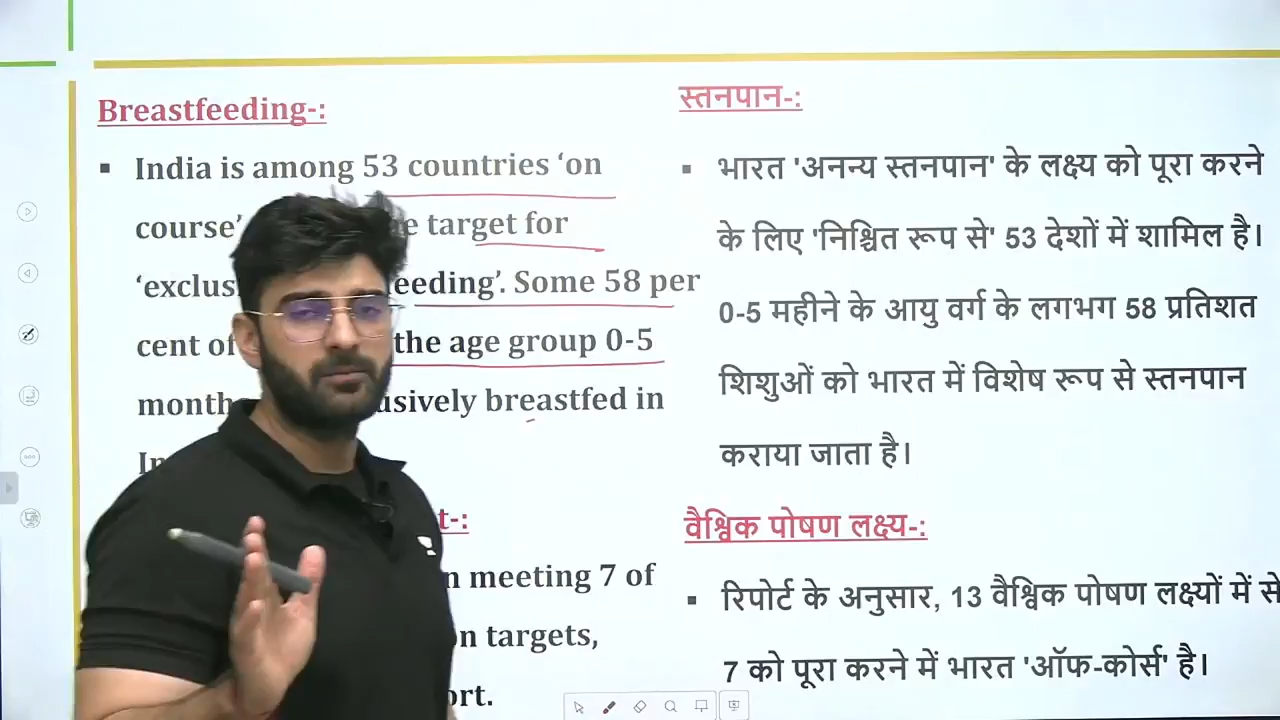 Breastfeeding-:
India is among 53 countries ‘on
course’ target for
‘exclus eeding’. Some 58 per
cent of the age group 0-5
month usively breastfed in
In
t-:
n meeting 7 of
n targets,
ort.
स्तनपान-:
भारत 'अनन्य स्तनपान' के लक्ष्य को पूरा करने
के लिए 'निश्चित रूप से' 53 देशों में शामिल है।
0-5 महीने के आयु वर्ग के लगभग 58 प्रतिशत
शिशुओं को भारत में विशेष रूप से स्तनपान
कराया जाता है।
वैश्विक पोषण लक्ष्य-:
रिपोर्ट के अनुसार, 13 वैश्विक पोषण लक्ष्यों में से
7 को पूरा करने में भारत 'ऑफ-कोर्स' है।